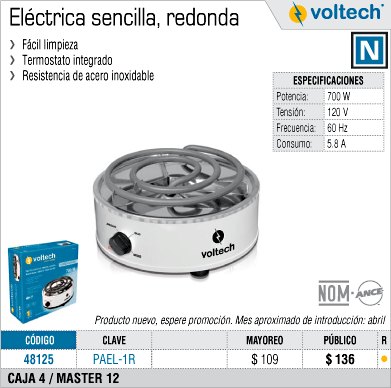 Eléctrica sencilla, redonda
voltech®
N
Fácil limpieza
Termostato integrado
Resistencia de acero inoxidable
ESPECIFICACIONES
Potencia: 700 W
Tensión: 120 V
Frecuencia: 60 Hz
Consumo: 5.8 A
voltech
voltech
NOM-ANCE
Producto nuevo, espere promoción. Mes aproximado de introducción: abril
CÓDIGO CLAVE MAYOREO PÚBLICO R
48125 PAEL-1R $ 109 $ 136
CAJA 4 / MASTER 12